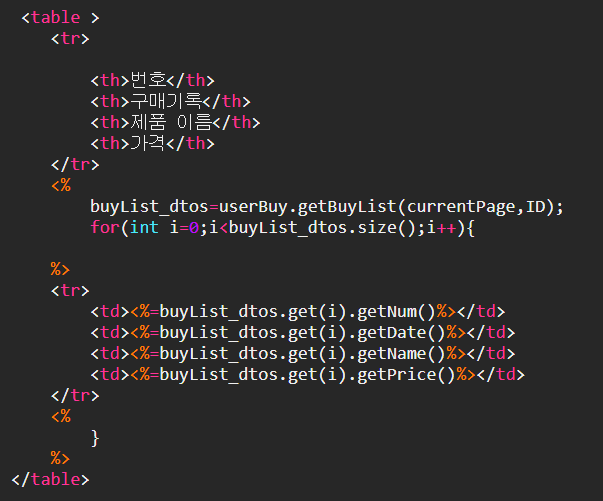 <table >
<tr>
<th>번호</th>
<th>구매기록</th>
<th>제품 이름</th>
<th>가격</th>
</tr>
<%
buyList_dtos=userBuy.getBuyList(currentPage,ID);
for(int i=0;i<buyList_dtos.size();i++){
%>
<tr>
<td><%=buyList_dtos.get(i).getNum()%></td>
<td><%=buyList_dtos.get(i).getDate()%></td>
<td><%=buyList_dtos.get(i).getName()%></td>
<td><%=buyList_dtos.get(i).getPrice()%></td>
</tr>
<%
}
%>
</table>